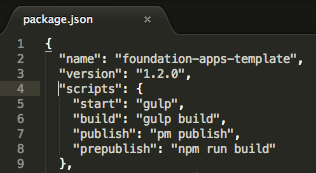 package.json ×
1 {
2 "name": "foundation-apps-template",
3 "version": "1.2.0",
4 "scripts": {
5 "start": "gulp",
6 "build": "gulp build",
7 "publish": "pm publish",
8 "prepublish": "npm run build"
9 },